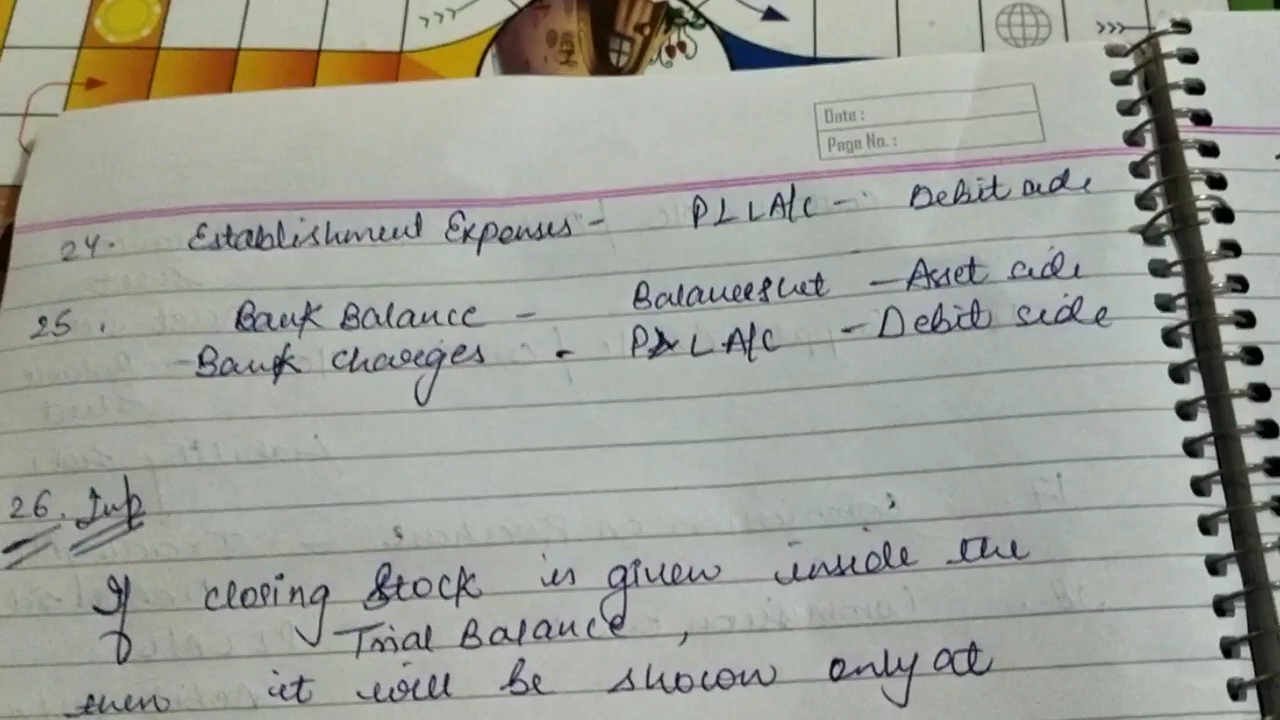 Date :
Page No. :
24. Establishment Expenses - P&L A/c - Debit side
25. Bank Balance - Balancesheet - Asset side
- Bank charges - P&L A/C - Debit side
26. Imp
If closing Stock is given inside the
Trial Balance,
then it will be shown only at